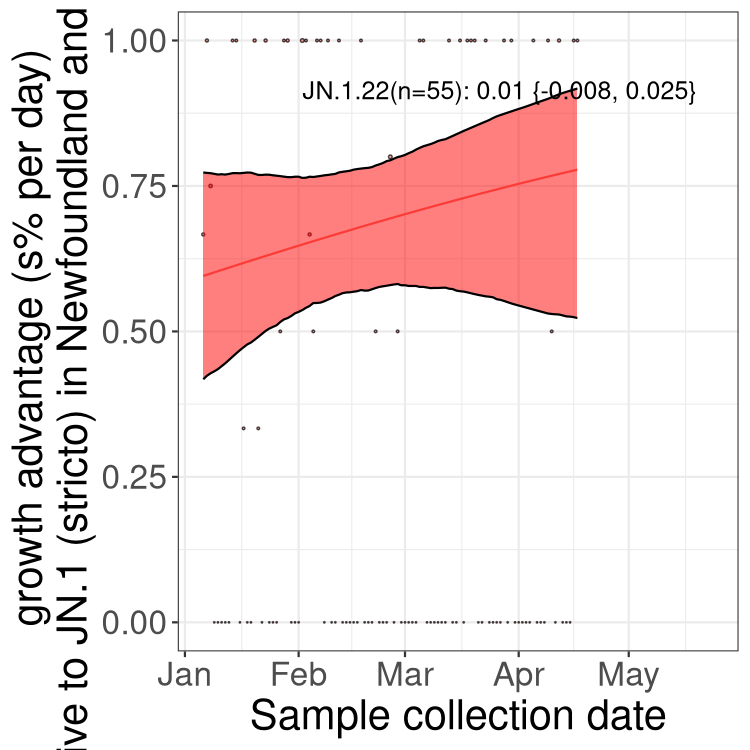 growth advantage (s% per day)
ive to JN.1 (stricto) in Newfoundland and
1.00
0.75
0.50
0.25
0.00
JN.1.22(n=55): 0.01 {-0.008, 0.025}
Jan Feb Mar Apr May
Sample collection date